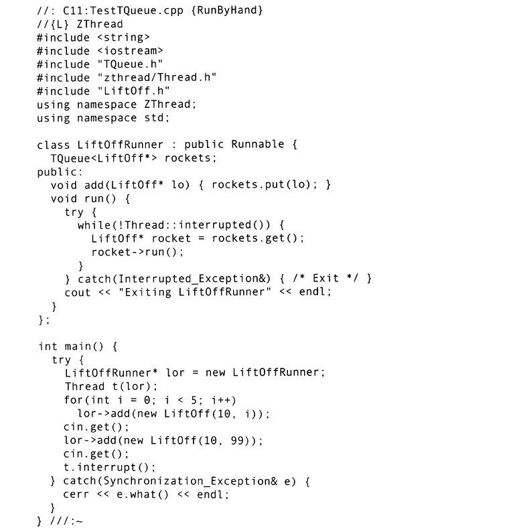 //: C11:TestTQueue.cpp {RunByHand}
//{L} ZThread
#include <string>
#include <iostream>
#include "TQueue.h"
#include "zthread/Thread.h"
#include "LiftOff.h"
using namespace ZThread;
using namespace std;

class LiftOffRunner : public Runnable {
  TQueue<LiftOff*> rockets;
public:
  void add(LiftOff* lo) { rockets.put(lo); }
  void run() {
    try {
      while(!Thread::interrupted()) {
        LiftOff* rocket = rockets.get();
        rocket->run();
      }
    } catch(Interrupted_Exception&) { /* Exit */ }
    cout << "Exiting LiftOffRunner" << endl;
  }
};

int main() {
  try {
    LiftOffRunner* lor = new LiftOffRunner;
    Thread t(lor);
    for(int i = 0; i < 5; i++)
      lor->add(new LiftOff(10, i));
    cin.get();
    lor->add(new LiftOff(10, 99));
    cin.get();
    t.interrupt();
  } catch(Synchronization_Exception& e) {
    cerr << e.what() << endl;
  }
} ///:~